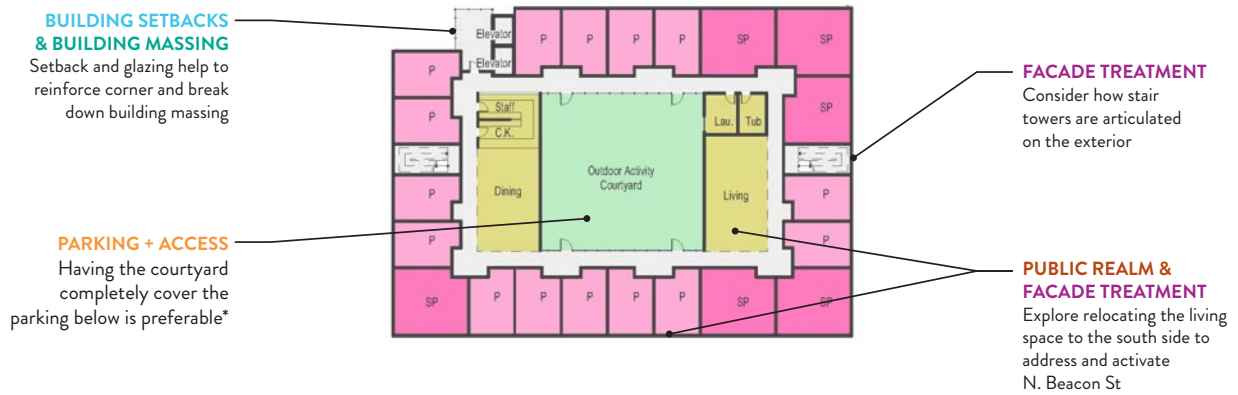 BUILDING SETBACKS
& BUILDING MASSING
Setback and glazing help to
reinforce corner and break
down building massing
PARKING + ACCESS
Having the courtyard
completely cover the
parking below is preferable*
Elevator
Elevator
P
P
P
P
SP
SP
P
P
SP
Staff
C.K.
Lau.
Tub
Outdoor Activity
Courtyard
Dining
Living
P
P
P
P
SP
P
P
P
P
P
SP
SP
FACADE TREATMENT
Consider how stair
towers are articulated
on the exterior
PUBLIC REALM &
FACADE TREATMENT
Explore relocating the living
space to the south side to
address and activate
N. Beacon St